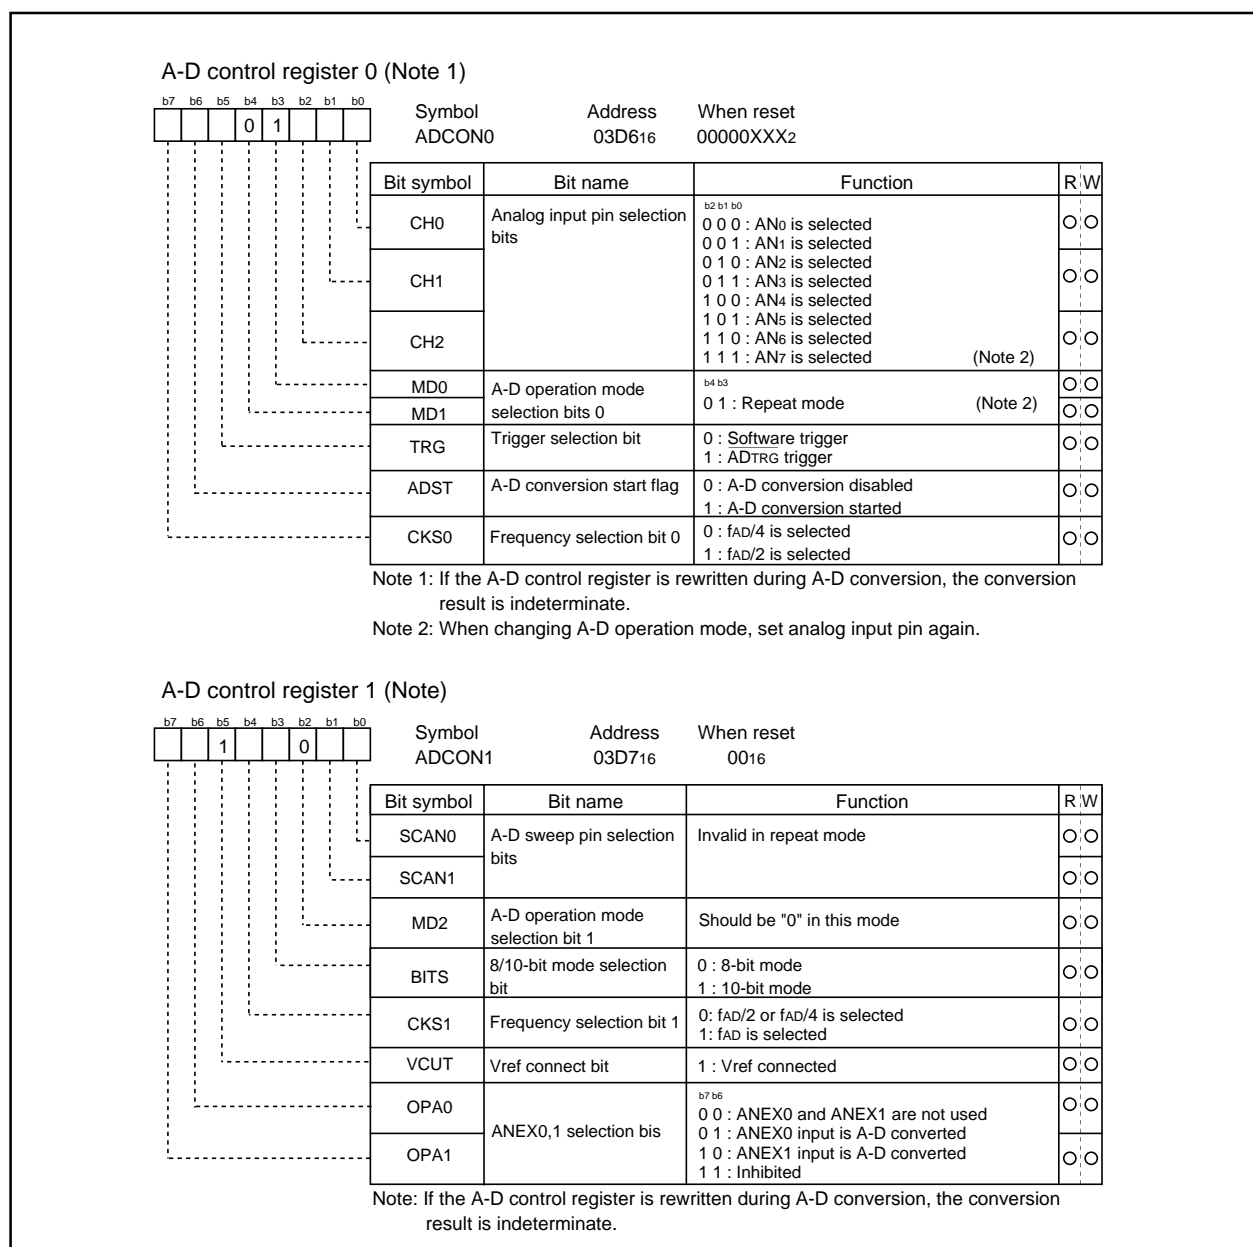 A-D control register 0 (Note 1)
b7 b6 b5 b4 b3 b2 b1 b0
0 1
Symbol Address When reset
ADCON0 03D616 00000XXX2
Bit symbol Bit name Function R W
CH0 Analog input pin selection bits
b2 b1 b0
0 0 0 : AN0 is selected
0 0 1 : AN1 is selected
0 1 0 : AN2 is selected
CH1
0 1 1 : AN3 is selected
1 0 0 : AN4 is selected
1 0 1 : AN5 is selected
CH2
1 1 0 : AN6 is selected
1 1 1 : AN7 is selected (Note 2)
MD0 A-D operation mode
MD1 selection bits 0
b4 b3
0 1 : Repeat mode (Note 2)
TRG Trigger selection bit
0 : Software trigger
1 : ADTRG trigger
ADST A-D conversion start flag
0 : A-D conversion disabled
1 : A-D conversion started
CKS0 Frequency selection bit 0
0 : fAD/4 is selected
1 : fAD/2 is selected
Note 1: If the A-D control register is rewritten during A-D conversion, the conversion
result is indeterminate.
Note 2: When changing A-D operation mode, set analog input pin again.
A-D control register 1 (Note)
b7 b6 b5 b4 b3 b2 b1 b0
1 0
Symbol Address When reset
ADCON1 03D716 0016
Bit symbol Bit name Function R W
SCAN0 A-D sweep pin selection Invalid in repeat mode
bits
SCAN1
MD2 A-D operation mode
selection bit 1
Should be "0" in this mode
BITS 8/10-bit mode selection
bit
0 : 8-bit mode
1 : 10-bit mode
CKS1 Frequency selection bit 1
0: fAD/2 or fAD/4 is selected
1: fAD is selected
VCUT Vref connect bit 1 : Vref connected
OPA0
OPA1
ANEX0,1 selection bis
b7 b6
0 0 : ANEX0 and ANEX1 are not used
0 1 : ANEX0 input is A-D converted
1 0 : ANEX1 input is A-D converted
1 1 : Inhibited
Note: If the A-D control register is rewritten during A-D conversion, the conversion
result is indeterminate.